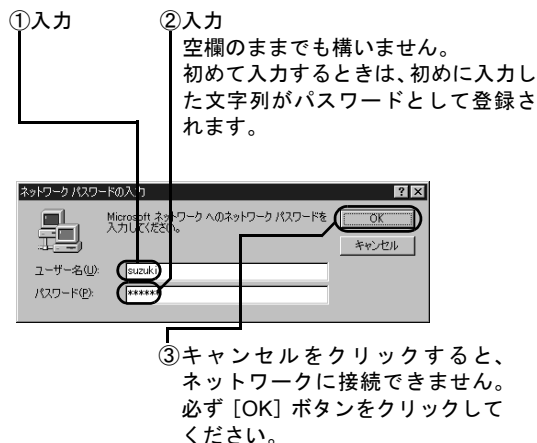 ①入力
②入力
空欄のままでも構いません。
初めて入力するときは、初めに入力し
た文字列がパスワードとして登録さ
れます。
ネットワーク パスワードの入力
Microsoft ネットワーク へのネットワーク パスワードを
入力してください。
OK
キャンセル
ユーザー名(U):
suzuki
パスワード(P):
******
③キャンセルをクリックすると、
ネットワークに接続できません。
必ず［OK］ボタンをクリックして
ください。